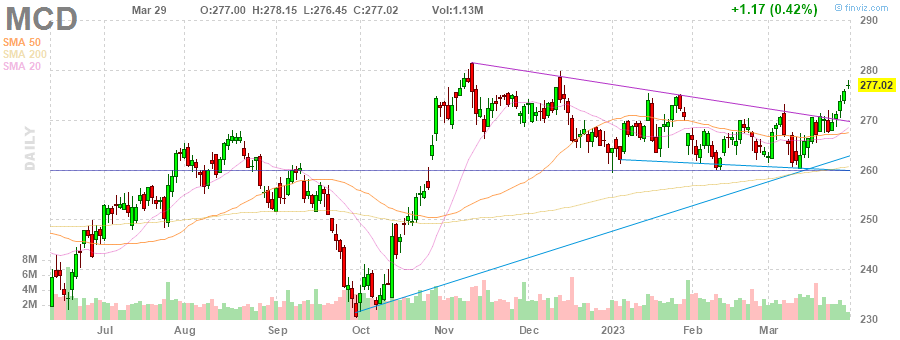 MCD Mar 29 O:277.00 H:278.15 L:276.45 C:277.02 Vol:1.13M +1.17 (0.42%) © finviz.com
SMA 50
SMA 200
SMA 20
DAILY
290
280
277.02
270
260
250
240
230
8M
6M
4M
2M
Jul Aug Sep Oct Nov Dec 2023 Feb Mar